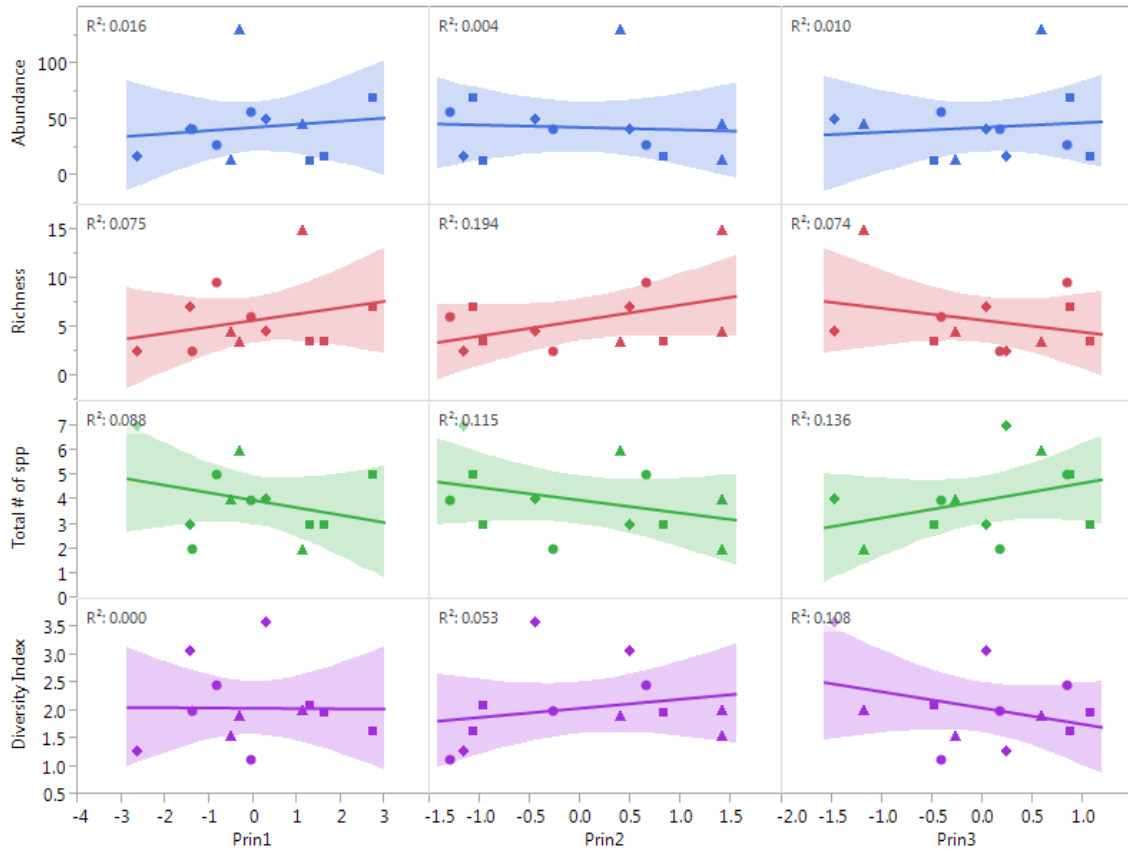 R²: 0.016 R²: 0.004 R²: 0.010
Abundance
100
50
0
R²: 0.075 R²: 0.194 R²: 0.074
Richness
15
10
5
0
R²: 0.088 R²: 0.115 R²: 0.136
Total # of spp
7
6
5
4
3
2
1
0
R²: 0.000 R²: 0.053 R²: 0.108
Diversity Index
3.5
3.0
2.5
2.0
1.5
1.0
0.5
-4 -3 -2 -1 0 1 2 3 -1.5 -1.0 -0.5 0.0 0.5 1.0 1.5 -2.0 -1.0 0.0 0.5 1.0
Prin1 Prin2 Prin3